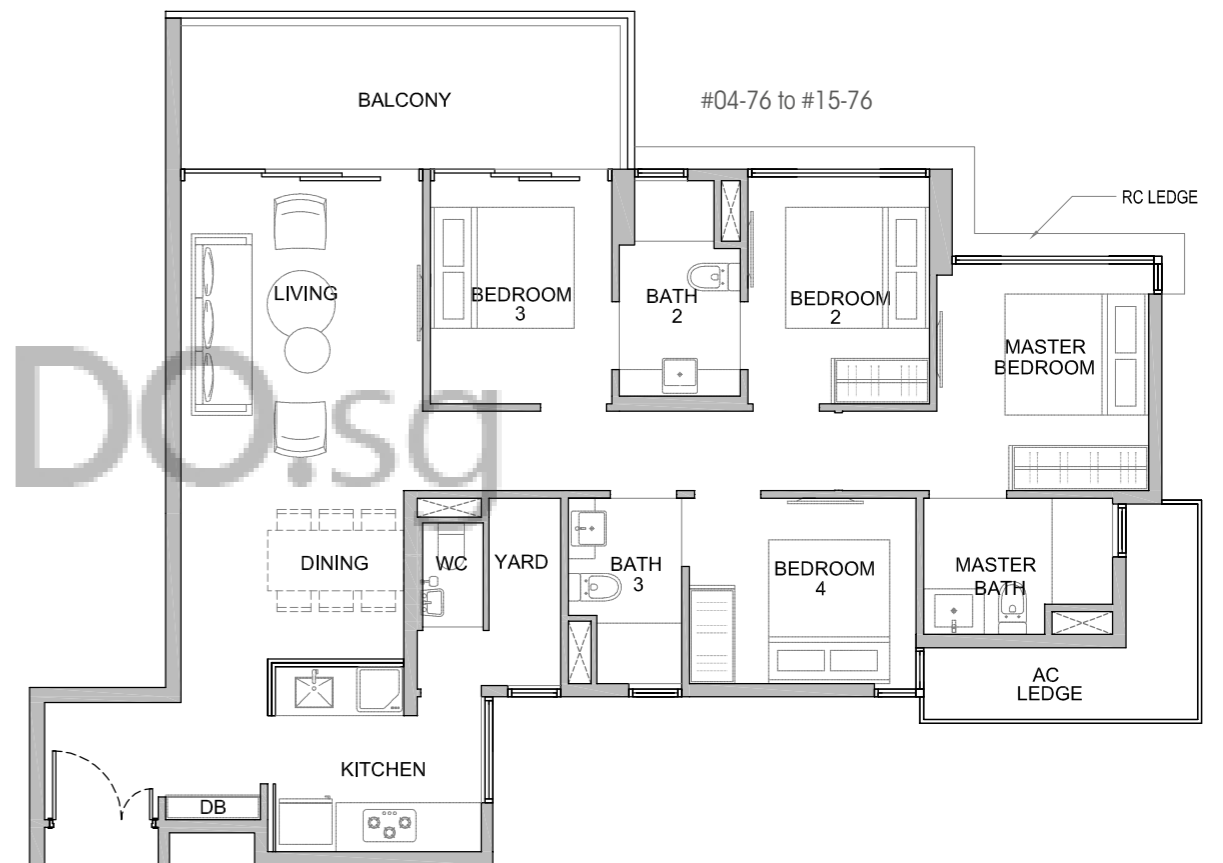 BALCONY
#04-76 to #15-76
RC LEDGE
LIVING
BEDROOM
3
BATH
2
BEDROOM
2
MASTER
BEDROOM
DO.sg
DINING
WC
YARD
BATH
3
BEDROOM
4
MASTER
BATH
AC
LEDGE
KITCHEN
DB